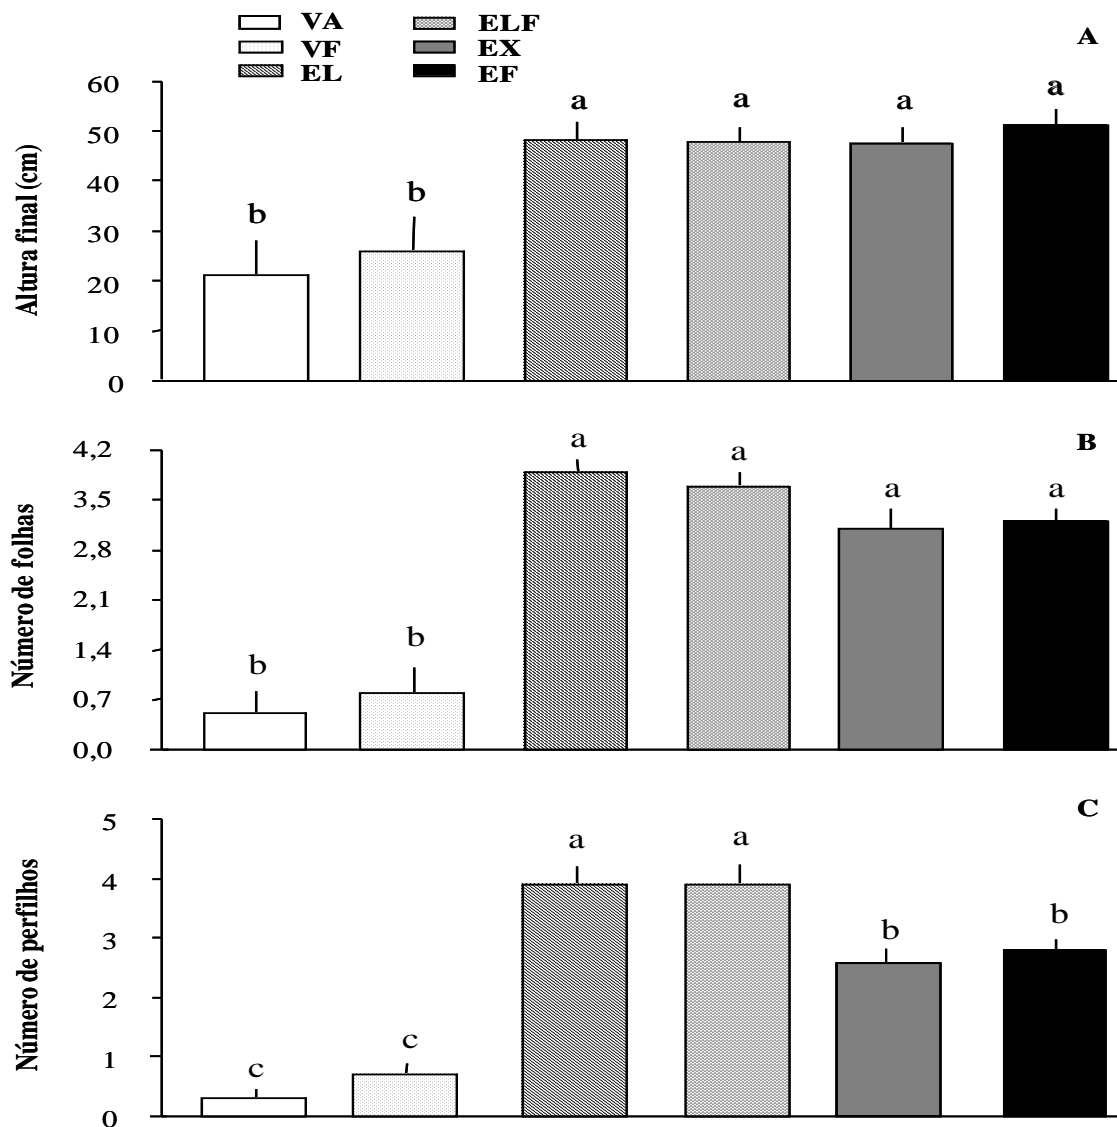 VA ELF
VF EX
EL EF
A
Altura final (cm)
60
50
40
30
20
10
0
b b a a a a
B
Número de folhas
4,2
3,5
2,8
2,1
1,4
0,7
0,0
b b a a a a
C
Número de perfilhos
5
4
3
2
1
0
c c a a b b